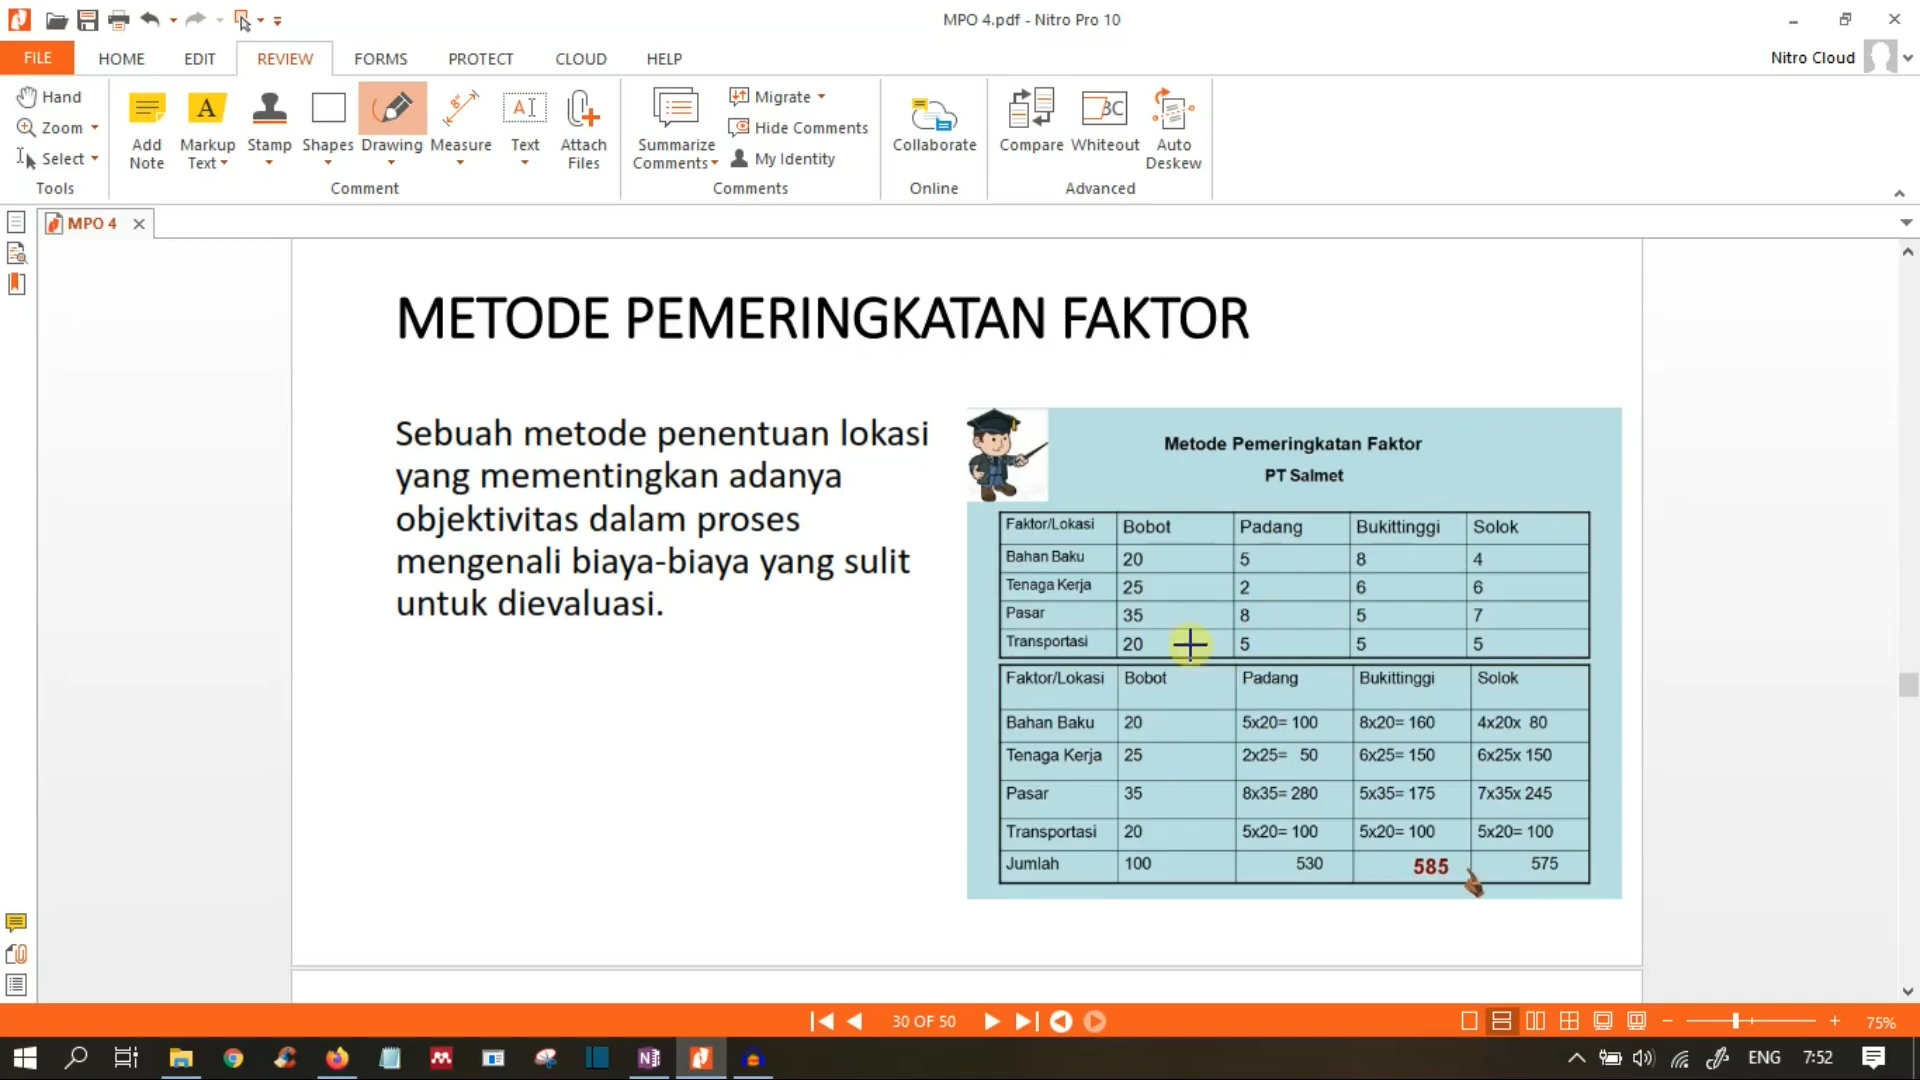 MPO 4.pdf - Nitro Pro 10
FILE HOME EDIT REVIEW FORMS PROTECT CLOUD HELP Nitro Cloud
Hand
Zoom
Select
Tools
Add Note
Markup Text
Stamp
Shapes
Drawing
Measure
Text
Attach Files
Comment
Summarize Comments
Migrate
Hide Comments
My Identity
Comments
Collaborate
Online
Compare
Whiteout
Auto Deskew
Advanced
MPO 4
METODE PEMERINGKATAN FAKTOR
Sebuah metode penentuan lokasi
yang mementingkan adanya
objektivitas dalam proses
mengenali biaya-biaya yang sulit
untuk dievaluasi.
Metode Pemeringkatan Faktor
PT Salmet
Faktor/Lokasi Bobot Padang Bukittinggi Solok
Bahan Baku 20 5 8 4
Tenaga Kerja 25 2 6 6
Pasar 35 8 5 7
Transportasi 20 5 5 5
Faktor/Lokasi Bobot Padang Bukittinggi Solok
Bahan Baku 20 5x20= 100 8x20= 160 4x20x 80
Tenaga Kerja 25 2x25= 50 6x25= 150 6x25x 150
Pasar 35 8x35= 280 5x35= 175 7x35x 245
Transportasi 20 5x20= 100 5x20= 100 5x20= 100
Jumlah 100 530 585 575
30 OF 50
75%
ENG 7:52